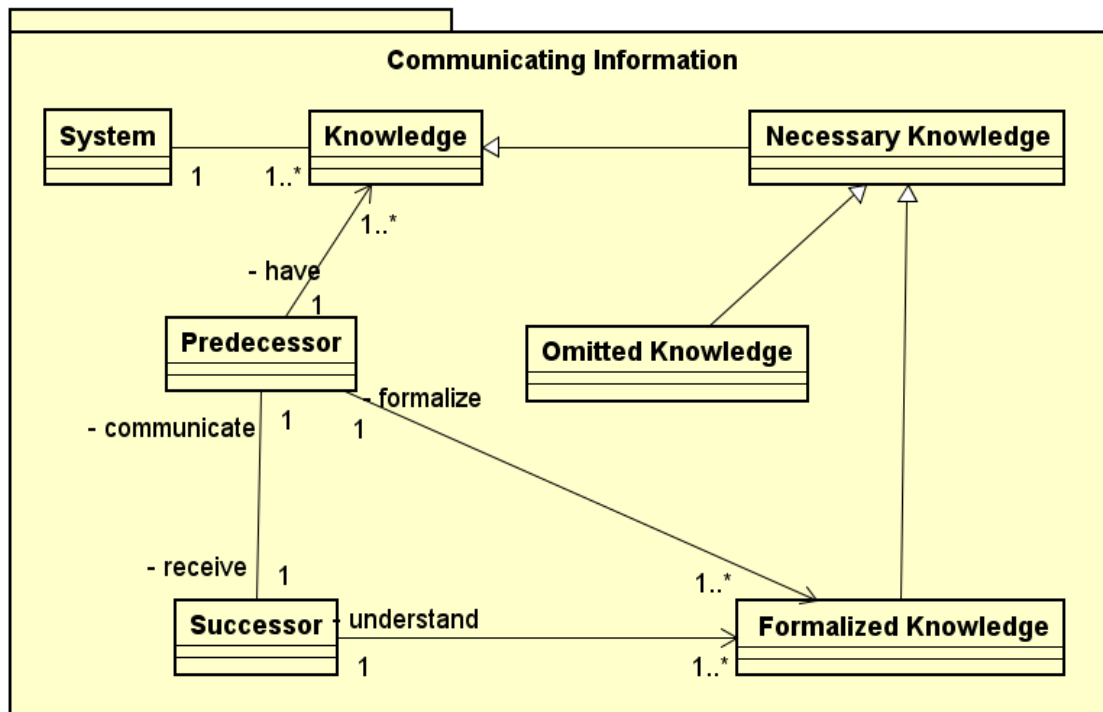 Communicating Information
System
Knowledge
Necessary Knowledge
1
1..*
1..*
- have
1
Predecessor
Omitted Knowledge
- formalize
- communicate
1
1
- receive
1
1..*
Successor
- understand
Formalized Knowledge
1
1..*